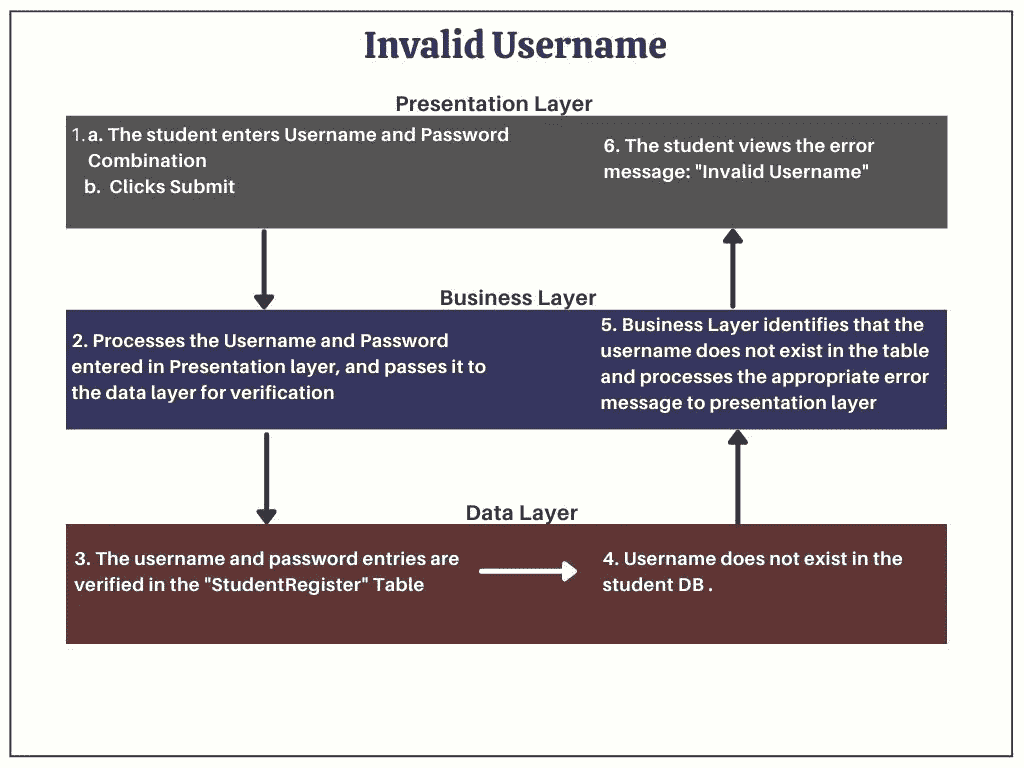 Invalid Username
Presentation Layer
1. a. The student enters Username and Password
Combination
b. Clicks Submit
6. The student views the error
message: "Invalid Username"
Business Layer
2. Processes the Username and Password
entered in Presentation layer, and passes it to
the data layer for verification
5. Business Layer identifies that the
username does not exist in the table
and processes the appropriate error
message to presentation layer
Data Layer
3. The username and password entries are
verified in the "StudentRegister" Table
4. Username does not exist in the
student DB .